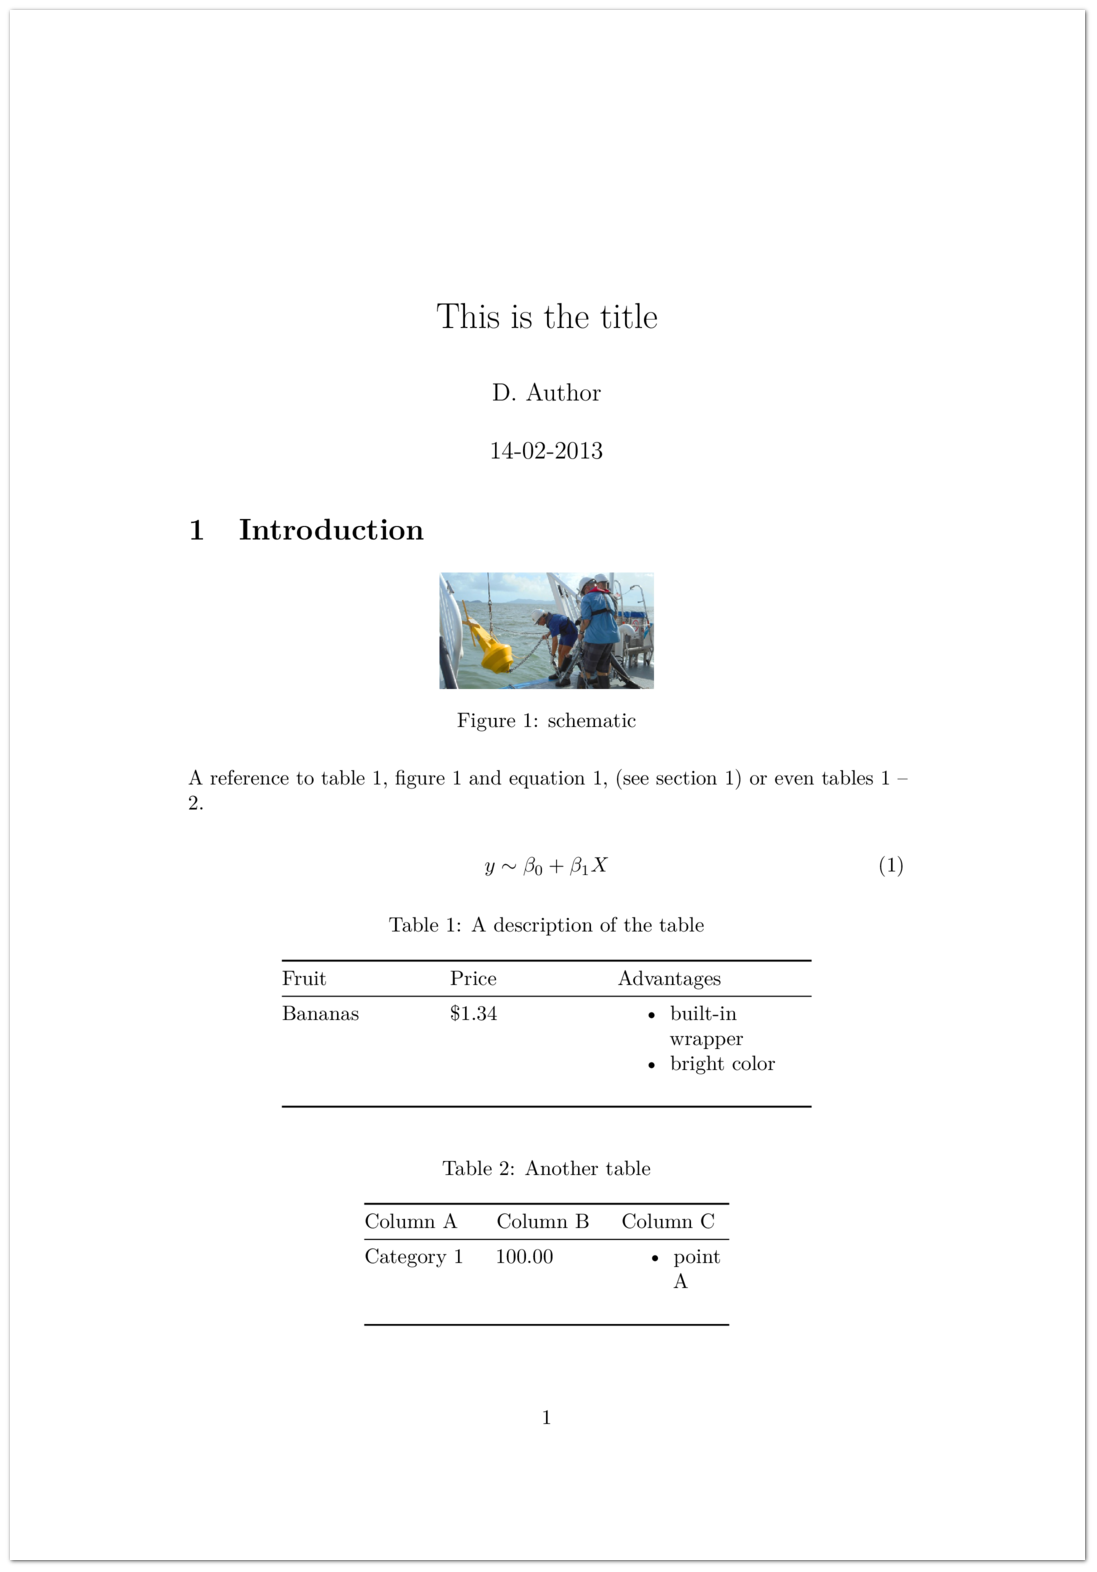 This is the title
D. Author
14-02-2013
1 Introduction
Figure 1: schematic
A reference to table 1, figure 1 and equation 1, (see section 1) or even tables 1 –
2.
y ∼ β₀ + β₁X (1)
Table 1: A description of the table
Fruit Price Advantages
Bananas $1.34 • built-in
wrapper
• bright color
Table 2: Another table
Column A Column B Column C
Category 1 100.00 • point
A
1